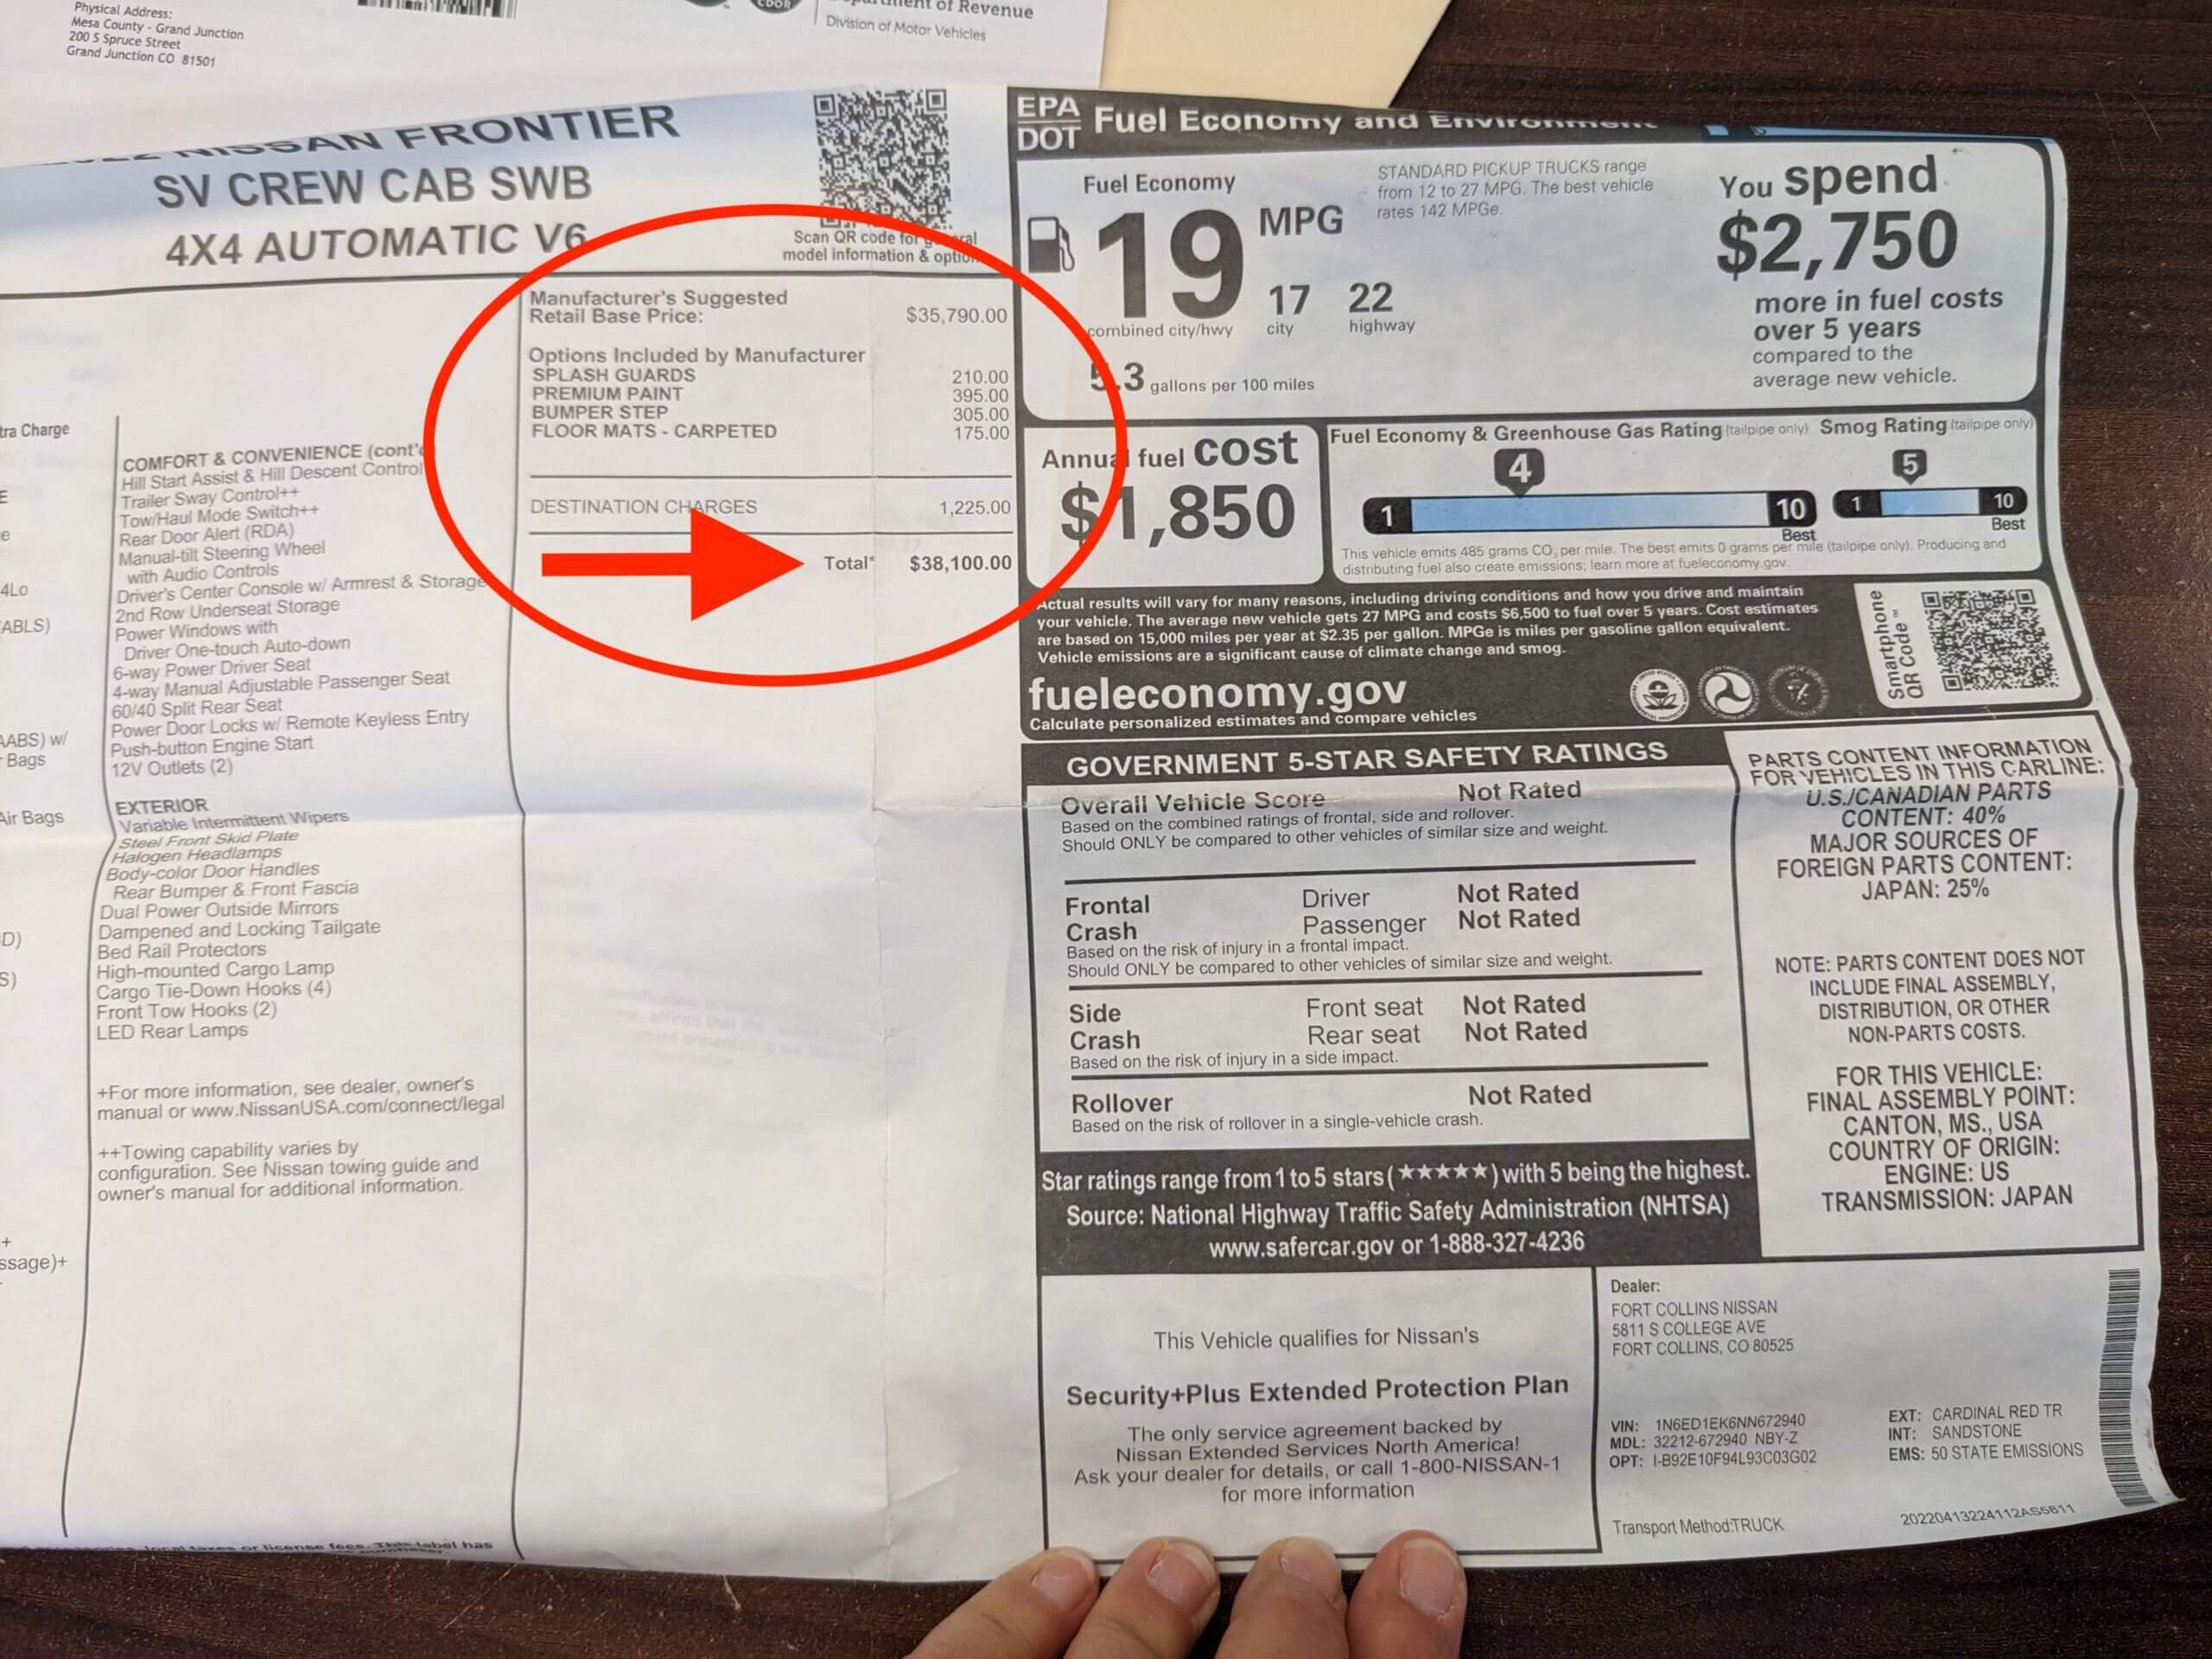 Physical Address:
Mesa County - Grand Junction
200 S Spruce Street
Grand Junction CO 81501
CDOR
of Revenue
Division of Motor Vehicles
NISSAN FRONTIER
SV CREW CAB SWB
4X4 AUTOMATIC V6
Scan QR code for general
model information & option
Manufacturer's Suggested
Retail Base Price: $35,790.00
Options Included by Manufacturer
SPLASH GUARDS 210.00
PREMIUM PAINT 395.00
BUMPER STEP 305.00
FLOOR MATS - CARPETED 175.00
DESTINATION CHARGES 1,225.00
Total* $38,100.00
tra Charge
E
e
4Lo
ABLS)
AABS) w/
Bags
Air Bags
D)
S)
+
ssage)+
COMFORT & CONVENIENCE (cont'd
Hill Start Assist & Hill Descent Control
Trailer Sway Control++
Tow/Haul Mode Switch++
Rear Door Alert (RDA)
Manual-tilt Steering Wheel
with Audio Controls
Driver's Center Console w/ Armrest & Storage
2nd Row Underseat Storage
Power Windows with
Driver One-touch Auto-down
6-way Power Driver Seat
4-way Manual Adjustable Passenger Seat
60/40 Split Rear Seat
Power Door Locks w/ Remote Keyless Entry
Push-button Engine Start
12V Outlets (2)
EXTERIOR
Variable Intermittent Wipers
Steel Front Skid Plate
Halogen Headlamps
Body-color Door Handles
Rear Bumper & Front Fascia
Dual Power Outside Mirrors
Dampened and Locking Tailgate
Bed Rail Protectors
High-mounted Cargo Lamp
Cargo Tie-Down Hooks (4)
Front Tow Hooks (2)
LED Rear Lamps
+For more information, see dealer, owner's
manual or www.NissanUSA.com/connect/legal
++Towing capability varies by
configuration. See Nissan towing guide and
owner's manual for additional information.
local taxes or license fees. This label has
EPA
DOT
Fuel Economy and Environment
Fuel Economy
19 MPG
combined city/hwy
17
city
22
highway
5.3 gallons per 100 miles
STANDARD PICKUP TRUCKS range
from 12 to 27 MPG. The best vehicle
rates 142 MPGe.
You spend
$2,750
more in fuel costs
over 5 years
compared to the
average new vehicle.
Annual fuel cost
$1,850
Fuel Economy & Greenhouse Gas Rating (tailpipe only)
4
1 10
Best
Smog Rating (tailpipe only)
5
1 10
Best
This vehicle emits 485 grams CO2 per mile. The best emits 0 grams per mile (tailpipe only). Producing and
distributing fuel also create emissions; learn more at fueleconomy.gov.
Actual results will vary for many reasons, including driving conditions and how you drive and maintain
your vehicle. The average new vehicle gets 27 MPG and costs $6,500 to fuel over 5 years. Cost estimates
are based on 15,000 miles per year at $2.35 per gallon. MPGe is miles per gasoline gallon equivalent.
Vehicle emissions are a significant cause of climate change and smog.
fueleconomy.gov
Calculate personalized estimates and compare vehicles
Smartphone
QR Code™
GOVERNMENT 5-STAR SAFETY RATINGS
Overall Vehicle Score Not Rated
Based on the combined ratings of frontal, side and rollover.
Should ONLY be compared to other vehicles of similar size and weight.
Frontal Driver Not Rated
Crash Passenger Not Rated
Based on the risk of injury in a frontal impact.
Should ONLY be compared to other vehicles of similar size and weight.
Side Front seat Not Rated
Crash Rear seat Not Rated
Based on the risk of injury in a side impact.
Rollover Not Rated
Based on the risk of rollover in a single-vehicle crash.
Star ratings range from 1 to 5 stars (★★★★★) with 5 being the highest.
Source: National Highway Traffic Safety Administration (NHTSA)
www.safercar.gov or 1-888-327-4236
PARTS CONTENT INFORMATION
FOR VEHICLES IN THIS CARLINE:
U.S./CANADIAN PARTS
CONTENT: 40%
MAJOR SOURCES OF
FOREIGN PARTS CONTENT:
JAPAN: 25%
NOTE: PARTS CONTENT DOES NOT
INCLUDE FINAL ASSEMBLY,
DISTRIBUTION, OR OTHER
NON-PARTS COSTS.
FOR THIS VEHICLE:
FINAL ASSEMBLY POINT:
CANTON, MS., USA
COUNTRY OF ORIGIN:
ENGINE: US
TRANSMISSION: JAPAN
This Vehicle qualifies for Nissan's
Security+Plus Extended Protection Plan
The only service agreement backed by
Nissan Extended Services North America!
Ask your dealer for details, or call 1-800-NISSAN-1
for more information
Dealer:
FORT COLLINS NISSAN
5811 S COLLEGE AVE
FORT COLLINS, CO 80525
VIN: 1N6ED1EK6NN672940
MDL: 32212-672940 NBY-Z
OPT: I-B92E10F94L93C03G02
EXT: CARDINAL RED TR
INT: SANDSTONE
EMS: 50 STATE EMISSIONS
Transport Method:TRUCK
20220413224112AS5811